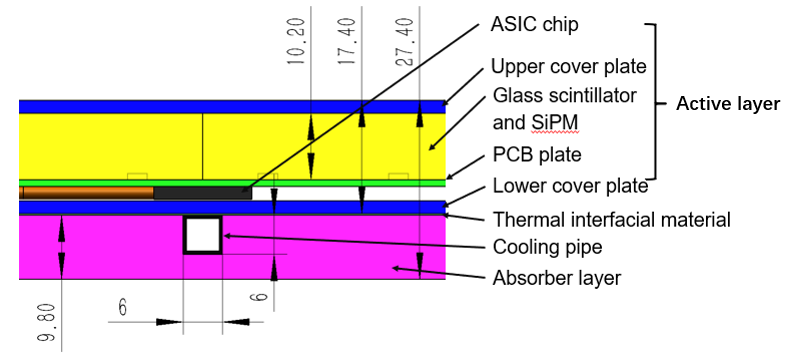 10.20
17.40
27.40
ASIC chip
Upper cover plate
Glass scintillator
and SiPM
Active layer
PCB plate
Lower cover plate
Thermal interfacial material
Cooling pipe
Absorber layer
9.80
6
6